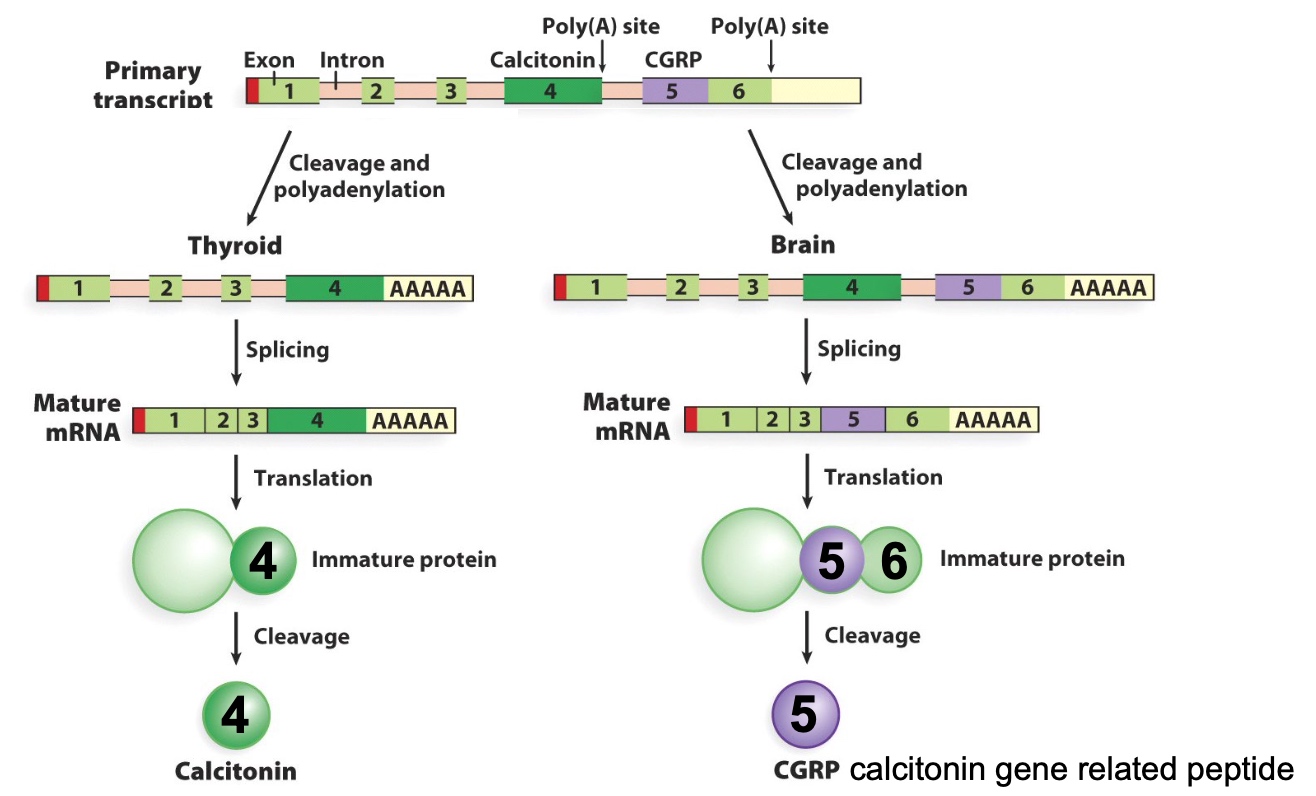 Poly(A) site Poly(A) site
Exon Intron Calcitonin CGRP
Primary
transcript
1 2 3 4 5 6
Cleavage and
polyadenylation
Cleavage and
polyadenylation
Thyroid Brain
1 2 3 4 AAAAA
1 2 3 4 5 6 AAAAA
Splicing Splicing
Mature
mRNA
1 2 3 4 AAAAA
Mature
mRNA
1 2 3 5 6 AAAAA
Translation Translation
4 Immature protein
5 6 Immature protein
Cleavage Cleavage
4 5
Calcitonin
CGRP calcitonin gene related peptide